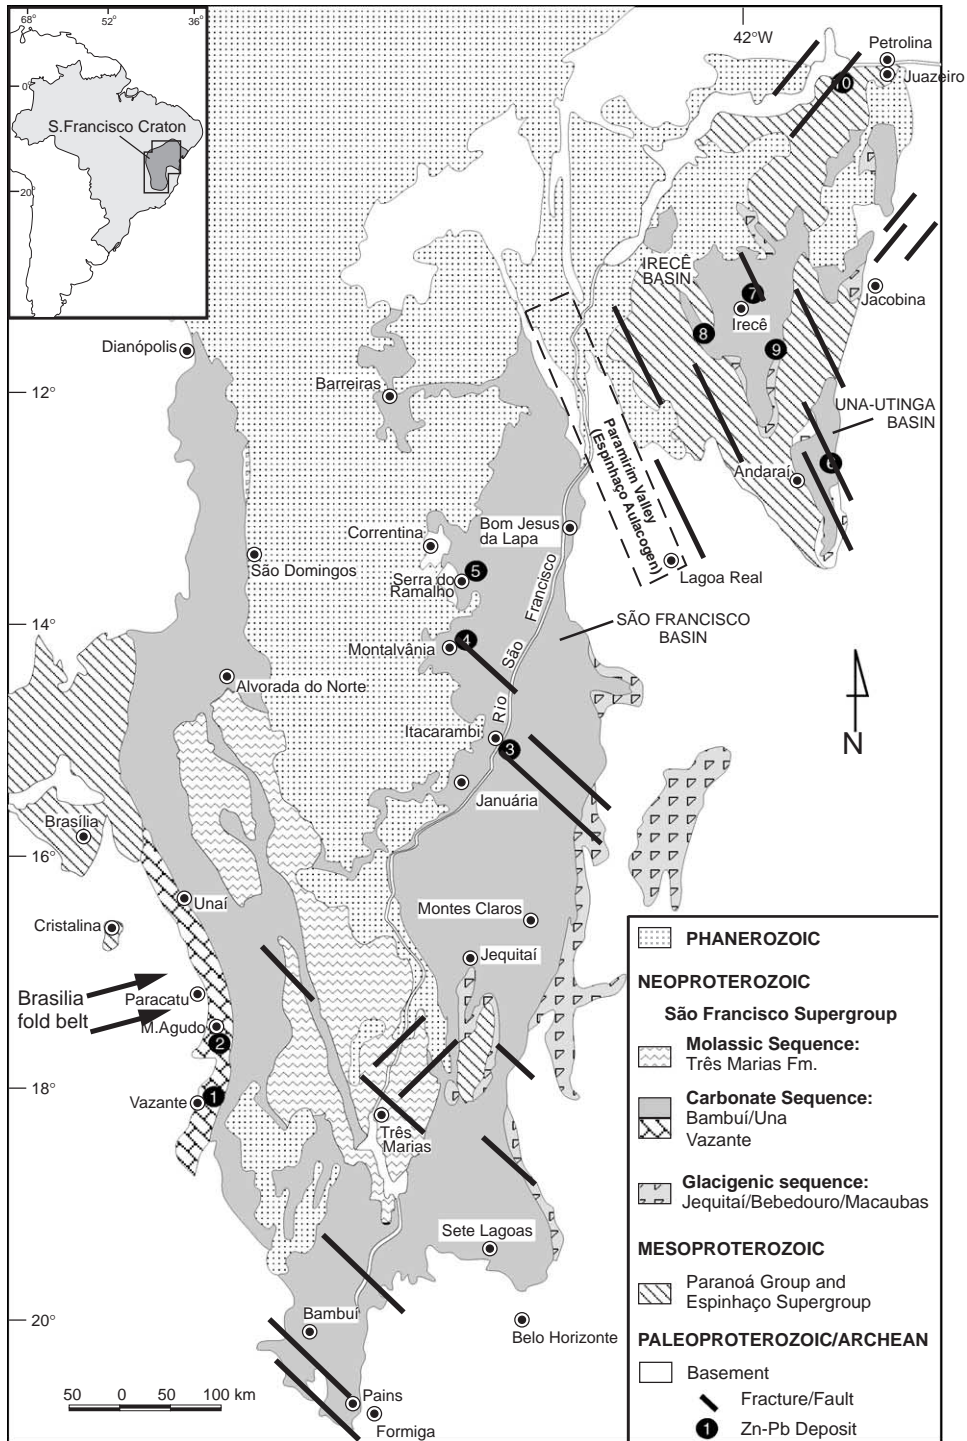 68°
52°
36°
0°
20°
S.Francisco Craton
42°W
Petrolina
Juazeiro
10
IRECÊ
BASIN
7
Irecê
Jacobina
8
9
Dianópolis
Barreiras
12°
UNA-UTINGA
BASIN
Paramirim Valley
(Espinhaço Aulacogen)
Andaraí
6
Correntina
Bom Jesus
da Lapa
São Domingos
5
Serra do
Ramalho
Lagoa Real
Rio São Francisco
14°
SÃO FRANCISCO
BASIN
4
Montalvânia
Alvorada do Norte
Itacarambi
3
N
Januária
Brasília
16°
Unaí
Montes Claros
Cristalina
Jequitaí
Brasilia
fold belt
Paracatu
M.Agudo
2
18°
1
Vazante
Três
Marias
Sete Lagoas
20°
Bambuí
Belo Horizonte
Pains
Formiga
50 0 50 100 km
PHANEROZOIC
NEOPROTEROZOIC
São Francisco Supergroup
Molassic Sequence:
Três Marias Fm.
Carbonate Sequence:
Bambuí/Una
Vazante
Glacigenic sequence:
Jequitaí/Bebedouro/Macaubas
MESOPROTEROZOIC
Paranoá Group and
Espinhaço Supergroup
PALEOPROTEROZOIC/ARCHEAN
Basement
Fracture/Fault
1 Zn-Pb Deposit